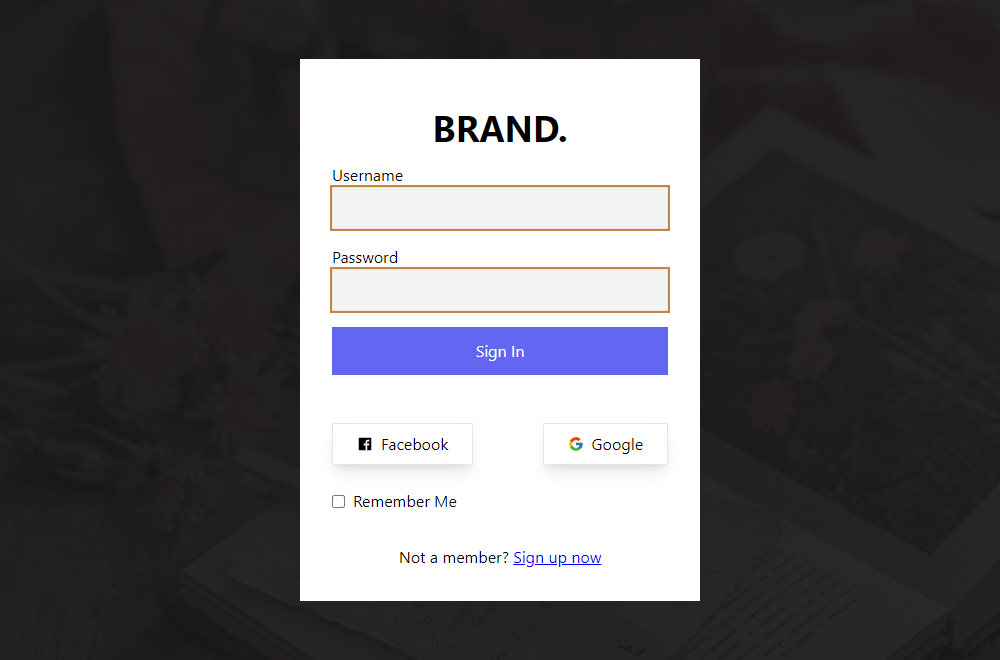 BRAND.
Username
Password
Sign In
Facebook
Google
Remember Me
Not a member? Sign up now